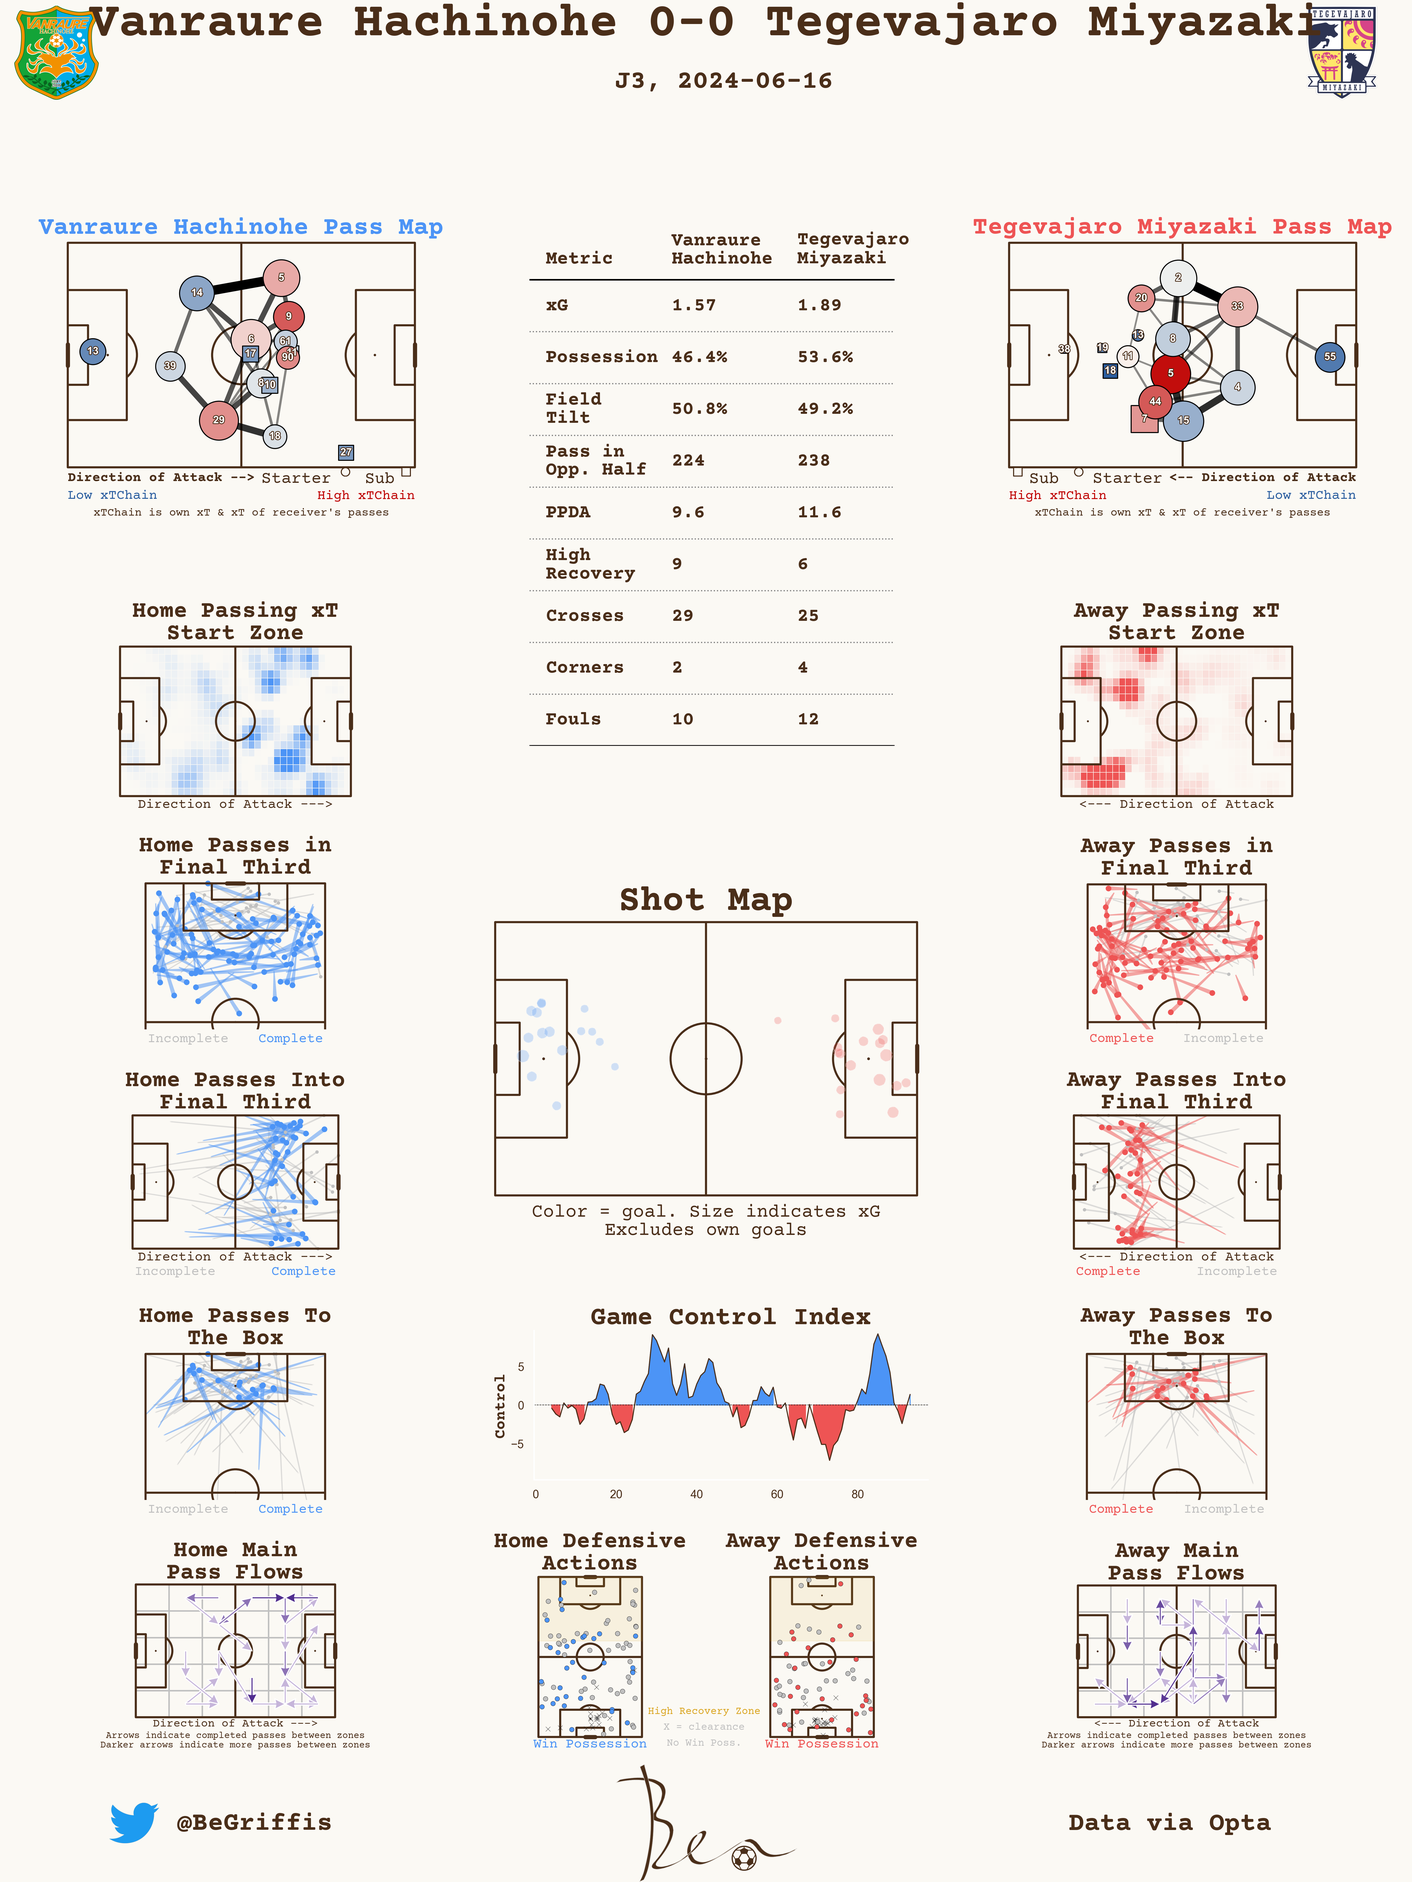 Vanraure Hachinohe 0-0 Tegevajaro Miyazaki
J3, 2024-06-16
VANRAURE
HACHINOHE
TEGEVAJARO
MIYAZAKI
Vanraure Hachinohe Pass Map
14
5
9
6
61
17
90
13
39
8
10
29
18
27
Direction of Attack --> Starter Sub
Low xTChain High xTChain
xTChain is own xT & xT of receiver's passes
Metric Vanraure Hachinohe Tegevajaro Miyazaki
xG 1.57 1.89
Possession 46.4% 53.6%
Field Tilt 50.8% 49.2%
Pass in Opp. Half 224 238
PPDA 9.6 11.6
High Recovery 9 6
Crosses 29 25
Corners 2 4
Fouls 10 12
Tegevajaro Miyazaki Pass Map
2
20
33
13
8
38
19
11
55
18
5
4
44
7
15
Sub Starter <-- Direction of Attack
High xTChain Low xTChain
xTChain is own xT & xT of receiver's passes
Home Passing xT
Start Zone
Direction of Attack --->
Away Passing xT
Start Zone
<--- Direction of Attack
Home Passes in
Final Third
Incomplete Complete
Away Passes in
Final Third
Complete Incomplete
Shot Map
Color = goal. Size indicates xG
Excludes own goals
Home Passes Into
Final Third
Direction of Attack --->
Incomplete Complete
Away Passes Into
Final Third
<--- Direction of Attack
Complete Incomplete
Home Passes To
The Box
Incomplete Complete
Game Control Index
Control
5
0
−5
0 20 40 60 80
Away Passes To
The Box
Complete Incomplete
Home Main
Pass Flows
Direction of Attack --->
Arrows indicate completed passes between zones
Darker arrows indicate more passes between zones
Home Defensive
Actions
Win Possession
Away Defensive
Actions
Win Possession
High Recovery Zone
X = clearance
No Win Poss.
Away Main
Pass Flows
<--- Direction of Attack
Arrows indicate completed passes between zones
Darker arrows indicate more passes between zones
@BeGriffis
Ben
Data via Opta